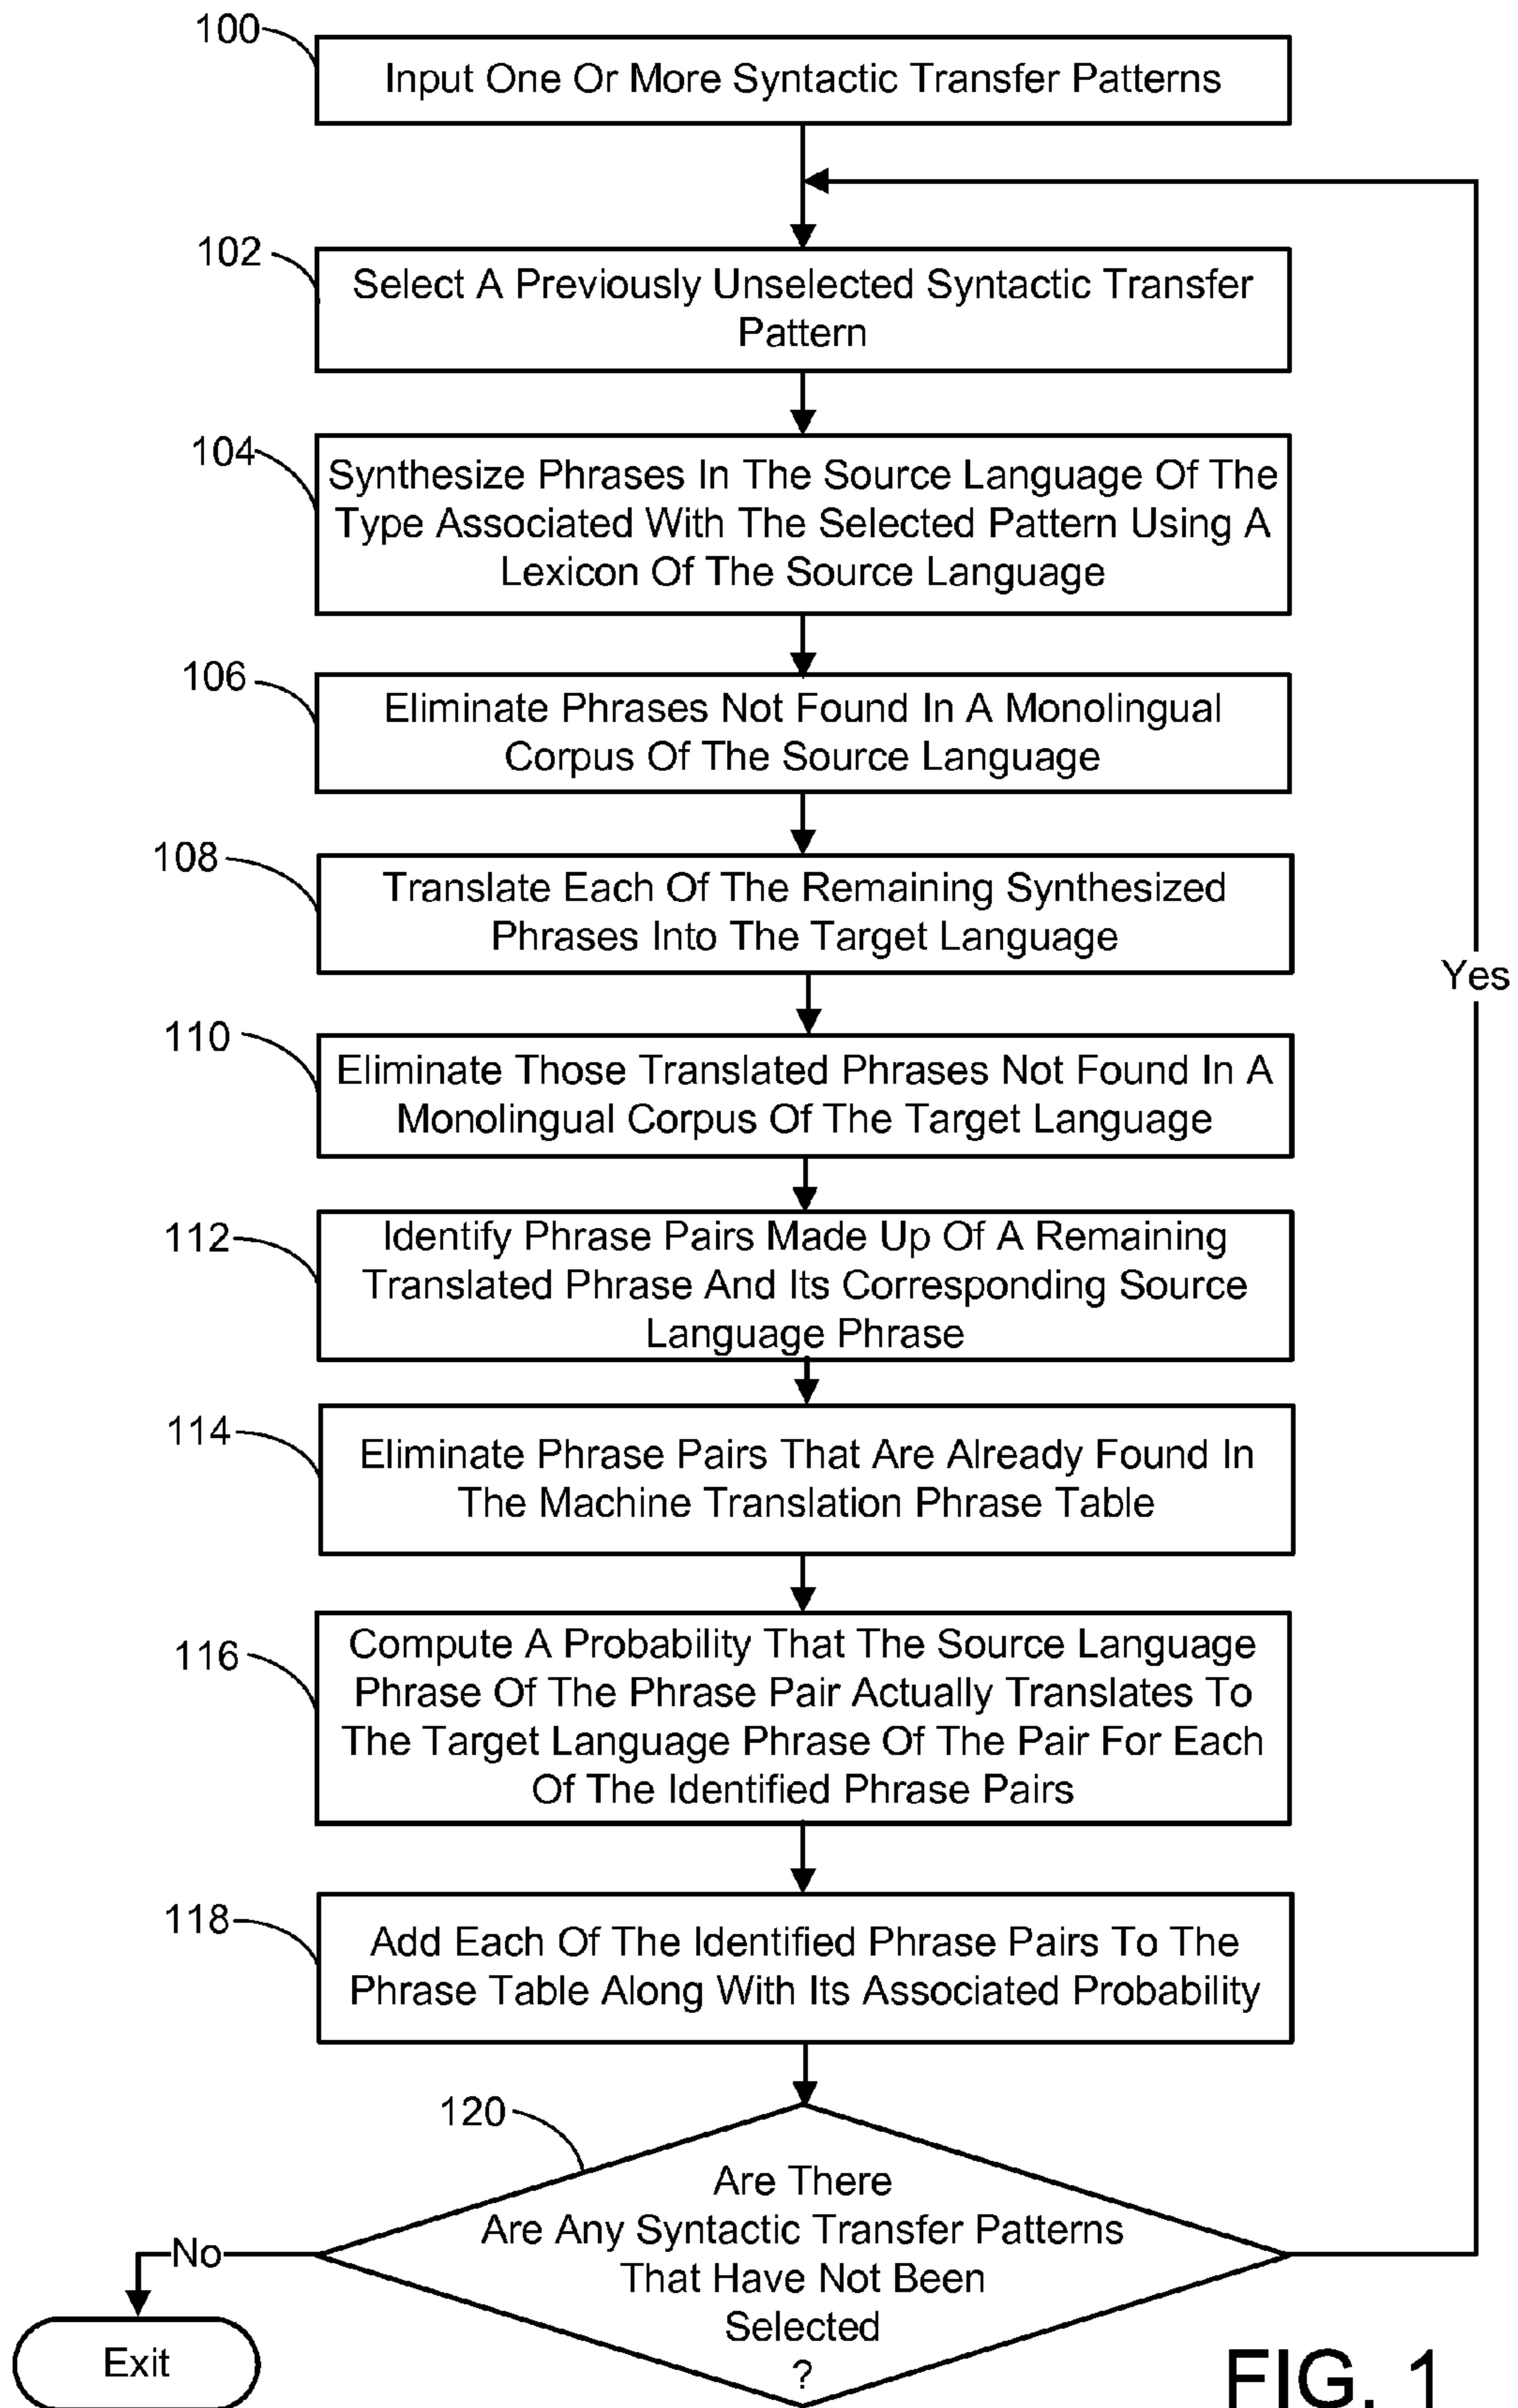 100
Input One Or More Syntactic Transfer Patterns
102
Select A Previously Unselected Syntactic Transfer
Pattern
104
Synthesize Phrases In The Source Language Of The
Type Associated With The Selected Pattern Using A
Lexicon Of The Source Language
106
Eliminate Phrases Not Found In A Monolingual
Corpus Of The Source Language
108
Translate Each Of The Remaining Synthesized
Phrases Into The Target Language
Yes
110
Eliminate Those Translated Phrases Not Found In A
Monolingual Corpus Of The Target Language
112
Identify Phrase Pairs Made Up Of A Remaining
Translated Phrase And Its Corresponding Source
Language Phrase
114
Eliminate Phrase Pairs That Are Already Found In
The Machine Translation Phrase Table
116
Compute A Probability That The Source Language
Phrase Of The Phrase Pair Actually Translates To
The Target Language Phrase Of The Pair For Each
Of The Identified Phrase Pairs
118
Add Each Of The Identified Phrase Pairs To The
Phrase Table Along With Its Associated Probability
120
Are There
Are Any Syntactic Transfer Patterns
That Have Not Been
Selected
?
No
Exit
FIG. 1